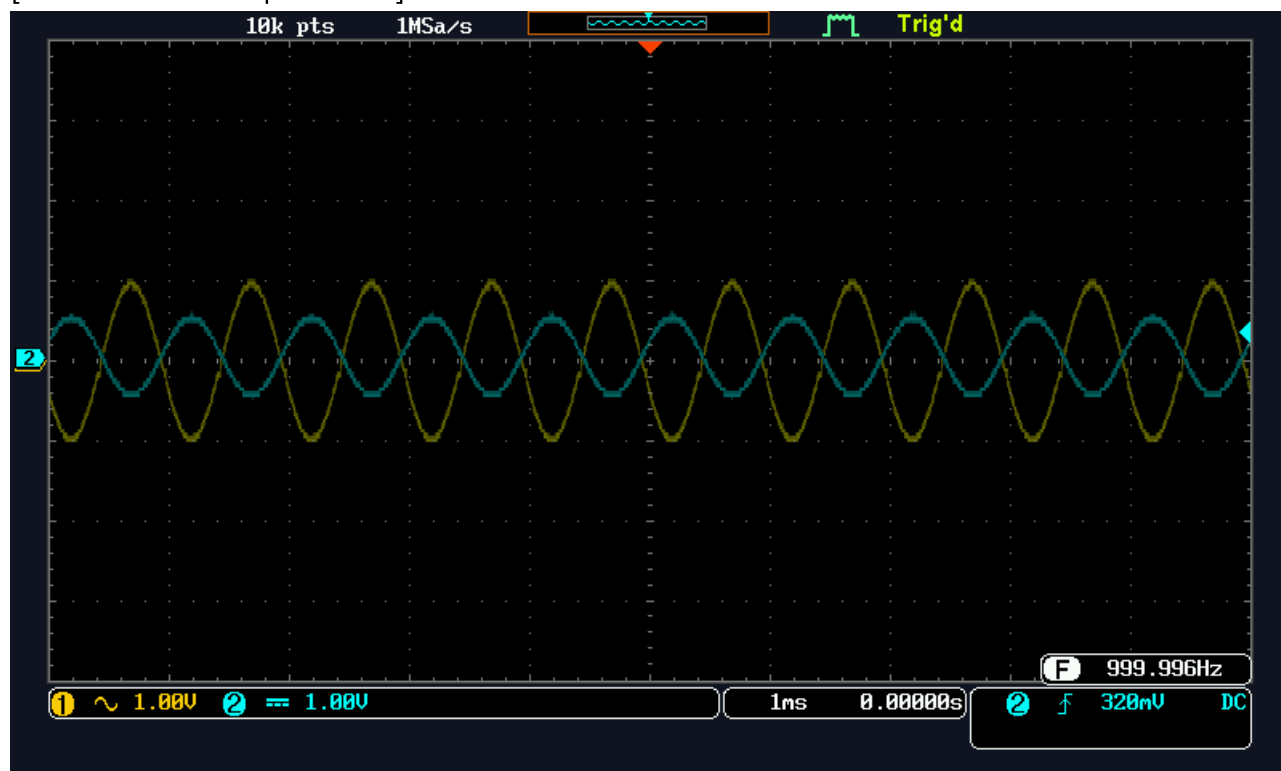 10k pts 1MSa/s Trig'd
2
F 999.996Hz
1 ~ 1.00V 2 ⎓ 1.00V 1ms 0.00000s 2 320mV DC